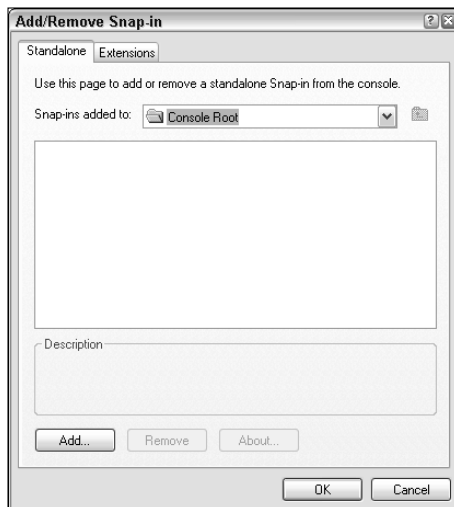 Add/Remove Snap-in
Standalone Extensions
Use this page to add or remove a standalone Snap-in from the console.
Snap-ins added to: Console Root
Description
Add... Remove About...
OK Cancel